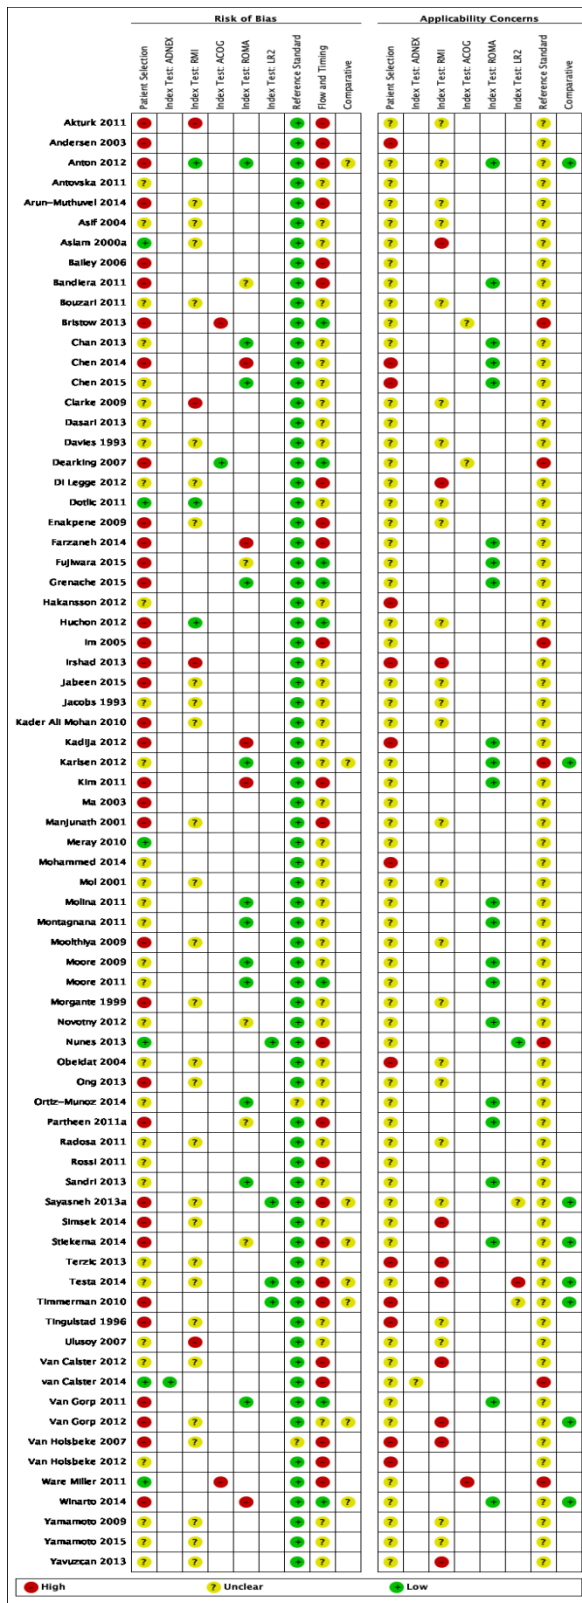 Risk of Bias
Applicability Concerns
Patient Selection
Index Test: ADNEX
Index Test: RMI
Index Test: ACOG
Index Test: ROMA
Index Test: LR2
Reference Standard
Flow and Timing
Comparative
Patient Selection
Index Test: ADNEX
Index Test: RMI
Index Test: ACOG
Index Test: ROMA
Index Test: LR2
Reference Standard
Comparative
Akturk 2011
Andersen 2003
Anton 2012
Antovska 2011
Arun-Muthuvel 2014
Asif 2004
Aslam 2000a
Bailey 2006
Bandiera 2011
Bouzari 2011
Bristow 2013
Chan 2013
Chen 2014
Chen 2015
Clarke 2009
Dasari 2013
Davies 1993
Dearking 2007
Di Legge 2012
Dotlic 2011
Enakpene 2009
Farzaneh 2014
Fujiwara 2015
Grenache 2015
Hakansson 2012
Huchon 2012
Im 2005
Irshad 2013
Jabeen 2015
Jacobs 1993
Kader Ali Mohan 2010
Kadija 2012
Karlsen 2012
Kim 2011
Ma 2003
Manjunath 2001
Meray 2010
Mohammed 2014
Mol 2001
Molina 2011
Montagnana 2011
Moolthiya 2009
Moore 2009
Moore 2011
Morgante 1999
Novotny 2012
Nunes 2013
Obeidat 2004
Ong 2013
Ortiz-Munoz 2014
Partheen 2011a
Radosa 2011
Rossi 2011
Sandri 2013
Sayasneh 2013a
Simsek 2014
Stiekema 2014
Terzic 2013
Testa 2014
Timmerman 2010
Tingulstad 1996
Ulusoy 2007
Van Calster 2012
van Calster 2014
Van Gorp 2011
Van Gorp 2012
Van Holsbeke 2007
Van Holsbeke 2012
Ware Miller 2011
Winarto 2014
Yamamoto 2009
Yamamoto 2015
Yavuzcan 2013
High
Unclear
Low